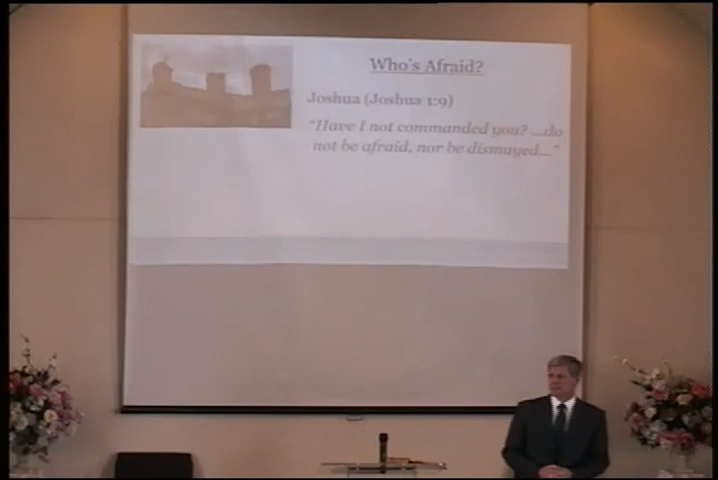 Who's Afraid?
Joshua (Joshua 1:9)
"Have I not commanded you? ...do
not be afraid, nor be dismayed..."